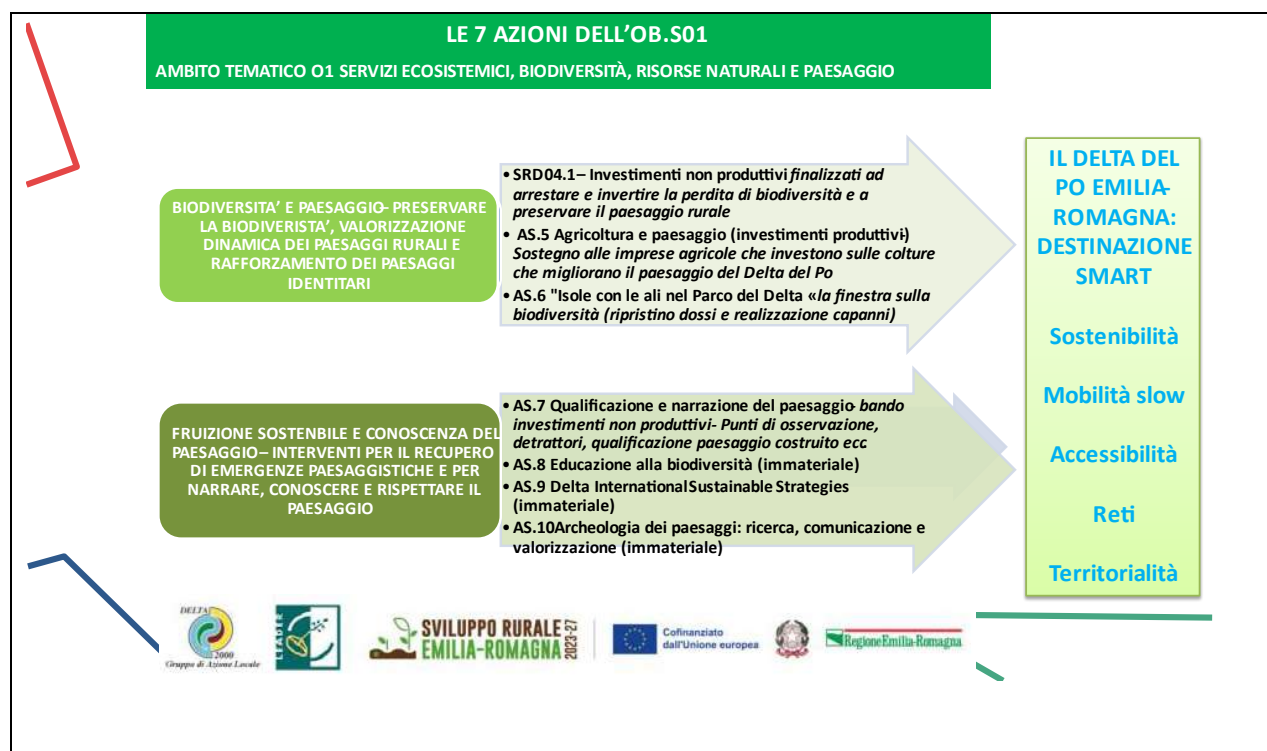 LE 7 AZIONI DELL’OB.S01
AMBITO TEMATICO O1 SERVIZI ECOSISTEMICI, BIODIVERSITÀ, RISORSE NATURALI E PAESAGGIO
BIODIVERSITA’ E PAESAGGIO– PRESERVARE
LA BIODIVERISTA’, VALORIZZAZIONE
DINAMICA DEI PAESAGGI RURALI E
RAFFORZAMENTO DEI PAESAGGI
IDENTITARI
• SRD04.1– Investimenti non produttivi finalizzati ad
arrestare e invertire la perdita di biodiversità e a
preservare il paesaggio rurale
• AS.5 Agricoltura e paesaggio (investimenti produttivi)-
Sostegno alle imprese agricole che investono sulle colture
che migliorano il paesaggio del Delta del Po
• AS.6 "Isole con le ali nel Parco del Delta «la finestra sulla
biodiversità (ripristino dossi e realizzazione capanni)
FRUIZIONE SOSTENBILE E CONOSCENZA DEL
PAESAGGIO– INTERVENTI PER IL RECUPERO
DI EMERGENZE PAESAGGISTICHE E PER
NARRARE, CONOSCERE E RISPETTARE IL
PAESAGGIO
• AS.7 Qualificazione e narrazione del paesaggio- bando
investimenti non produttivi- Punti di osservazione,
detrattori, qualificazione paesaggio costruito ecc.
• AS.8 Educazione alla biodiversità (immateriale)
• AS.9 Delta International Sustainable Strategies
(immateriale)
• AS.10Archeologia dei paesaggi: ricerca, comunicazione e
valorizzazione (immateriale)
IL DELTA DEL
PO EMILIA-
ROMAGNA:
DESTINAZIONE
SMART
Sostenibilità
Mobilità slow
Accessibilità
Reti
Territorialità
DELTA
2000
Gruppo di Azione Locale
LEADER
SVILUPPO RURALE
EMILIA-ROMAGNA
2023-27
Cofinanziato
dall'Unione europea
Regione Emilia-Romagna